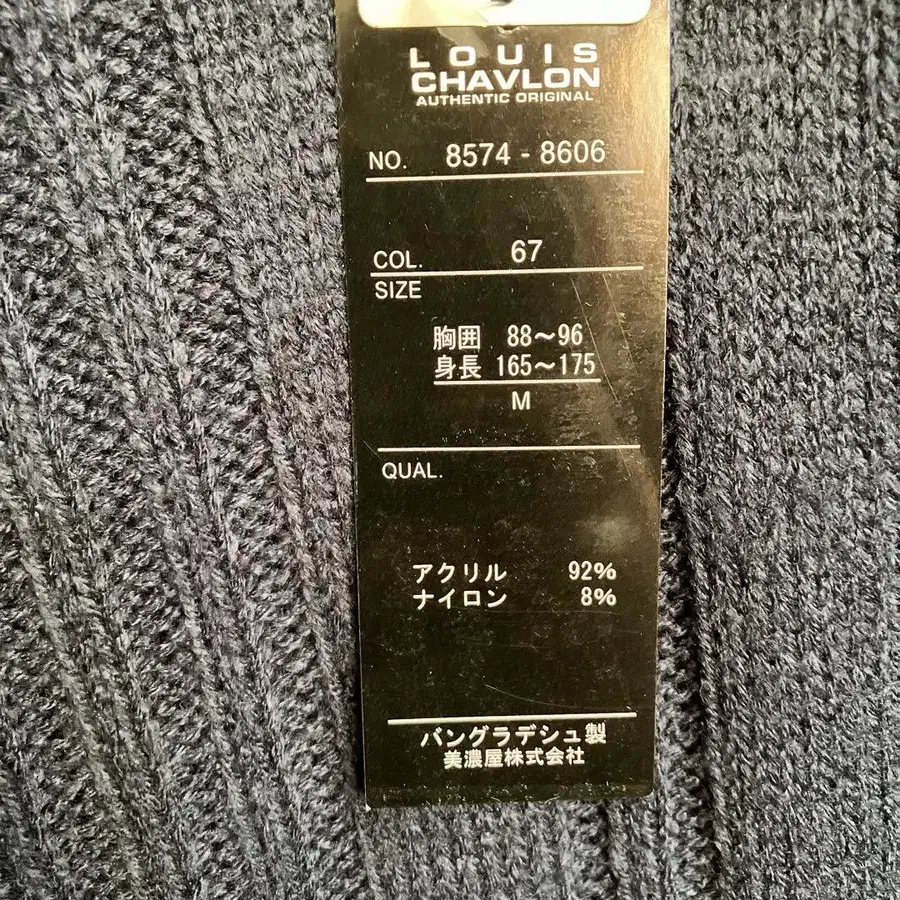 LOUIS
CHAVLON
AUTHENTIC ORIGINAL
NO. 8574 - 8606
COL. 67
SIZE
胸囲 88～96
身長 165～175
M
QUAL.
アクリル 92%
ナイロン 8%
バングラデシュ製
美濃屋株式会社